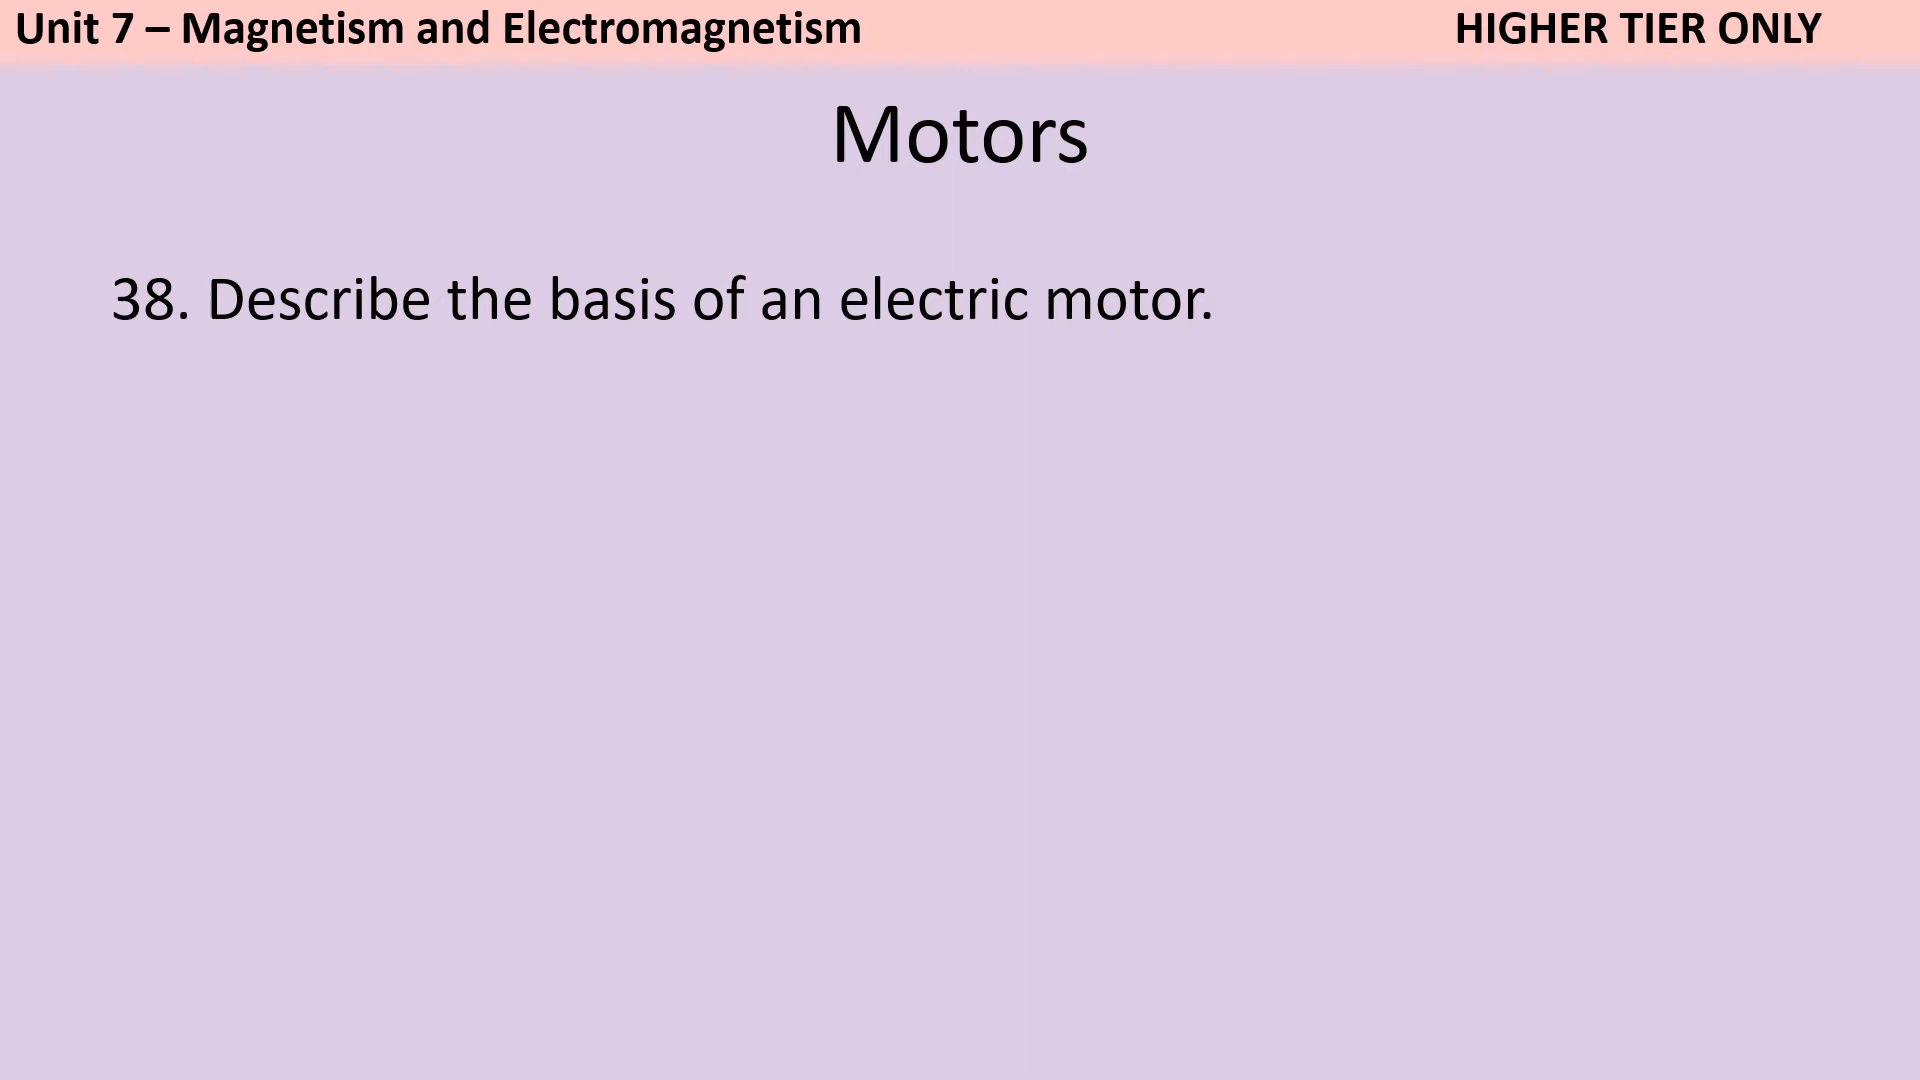 Unit 7 – Magnetism and Electromagnetism HIGHER TIER ONLY
Motors
38. Describe the basis of an electric motor.